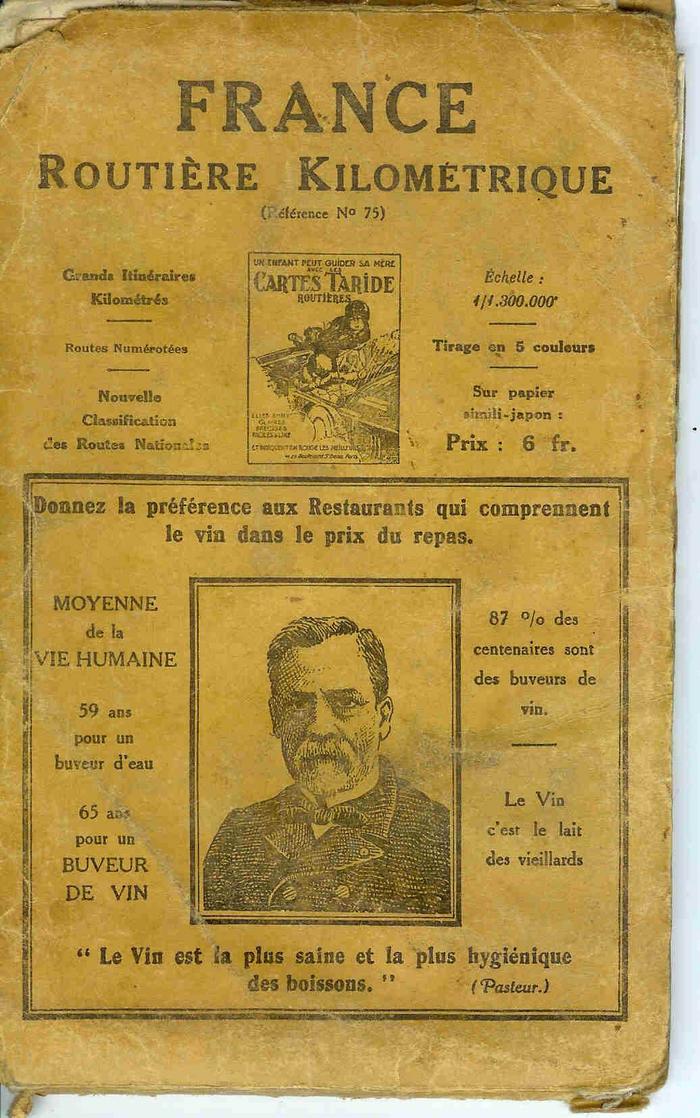 FRANCE
ROUTIÈRE KILOMÉTRIQUE
(Référence No 75)
Grands Itinéraires
Kilométrés
Routes Numérotées
Nouvelle
Classification
des Routes Nationales
UN ENFANT PEUT GUIDER SA MÈRE
AVEC LES
CARTES TARIDE
ROUTIÈRES
Échelle :
1/1.300.000e
Tirage en 5 couleurs
Sur papier
simili-japon :
Prix : 6 fr.
Donnez la préférence aux Restaurants qui comprennent
le vin dans le prix du repas.
MOYENNE
de la
VIE HUMAINE
59 ans
pour un
buveur d'eau
65 ans
pour un
BUVEUR
DE VIN
87 % des
centenaires sont
des buveurs de
vin.
Le Vin
c'est le lait
des vieillards
“ Le Vin est la plus saine et la plus hygiénique
des boissons. ” (Pasteur.)